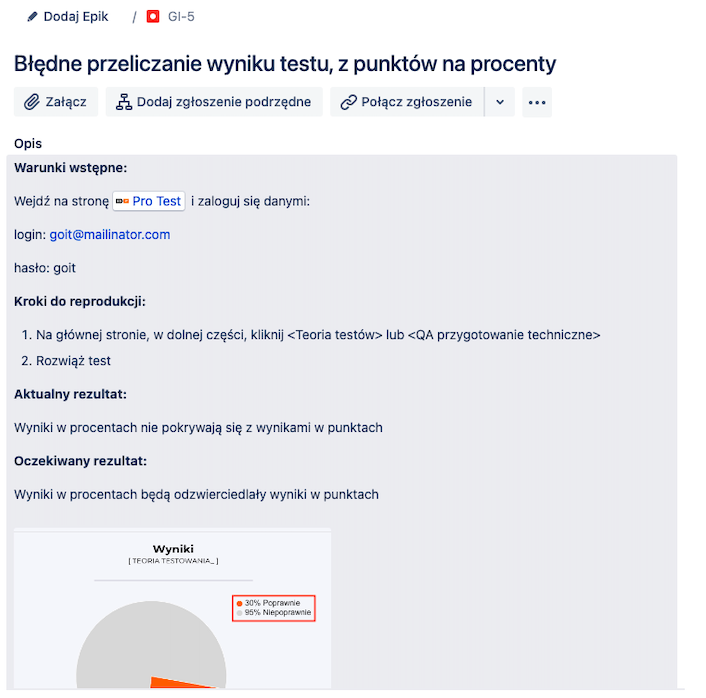 Dodaj Epik / GI-5
Błędne przeliczanie wyniku testu, z punktów na procenty
Załącz Dodaj zgłoszenie podrzędne Połącz zgłoszenie
Opis
Warunki wstępne:
Wejdź na stronę Pro Test i zaloguj się danymi:
login: goit@mailinator.com
hasło: goit
Kroki do reprodukcji:
1. Na głównej stronie, w dolnej części, kliknij <Teoria testów> lub <QA przygotowanie techniczne>
2. Rozwiąż test
Aktualny rezultat:
Wyniki w procentach nie pokrywają się z wynikami w punktach
Oczekiwany rezultat:
Wyniki w procentach będą odzwierciedlały wyniki w punktach
Wyniki
[ TEORIA TESTOWANIA_ ]
30% Poprawnie
95% Niepoprawnie